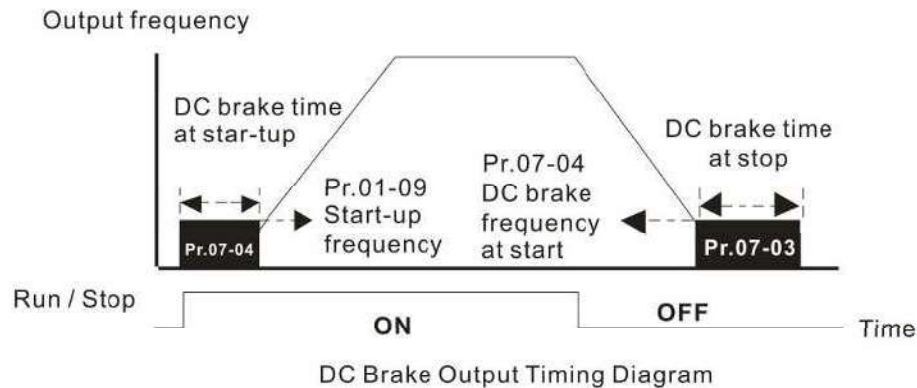 Output frequency
DC brake time
at star-tup
DC brake time
at stop
Pr.01-09
Start-up
frequency
Pr.07-04
DC brake
frequency
at start
Pr.07-04
Pr.07-03
Run / Stop
ON
OFF
Time
DC Brake Output Timing Diagram